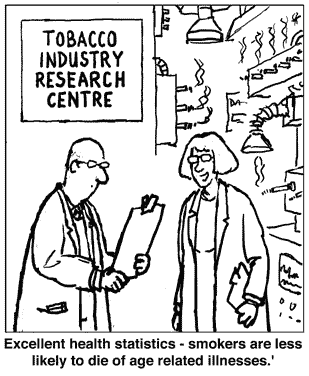 TOBACCO
INDUSTRY
RESEARCH
CENTRE
Excellent health statistics - smokers are less
likely to die of age related illnesses.'